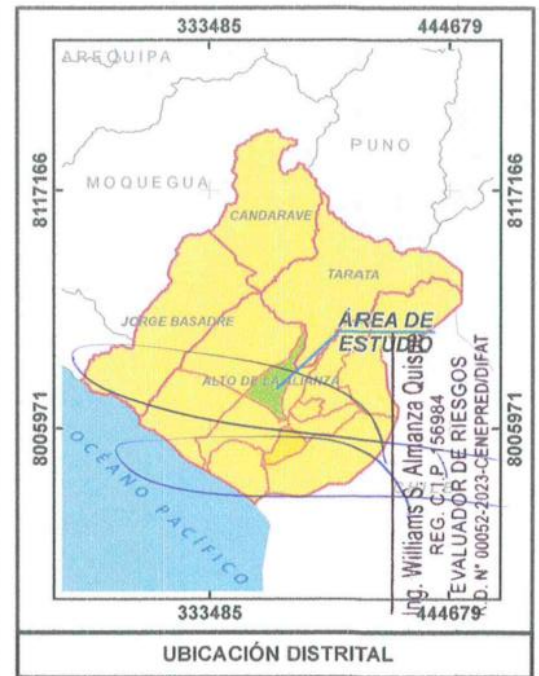 333485 444679
AREQUIPA
PUNO
8117166 8117166
MOQUEGUA
CANDARAVE
TARATA
JORGE BASADRE
ÁREA DE
ESTUDIO
ALTO DE LA ALIANZA
8005971 8005971
OCÉANO PACÍFICO
Ing. Williams S. Almanza Quispe
REG. C.I.P. 156984
EVALUADOR DE RIESGOS
R.D. N° 00052-2023-CENEPRED/DIFAT
333485 444679
UBICACIÓN DISTRITAL